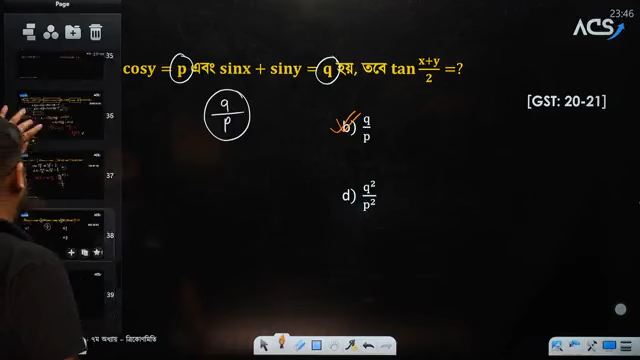 Page
23:46
ACS
35
cosy = p এবং sinx + siny = q হয়, তবে tan x+y/2 =?
[GST: 20-21]
q/p
b) q/p
36
37
d) q²/p²
38
39
৭ম অধ্যায় - ত্রিকোণমিতি